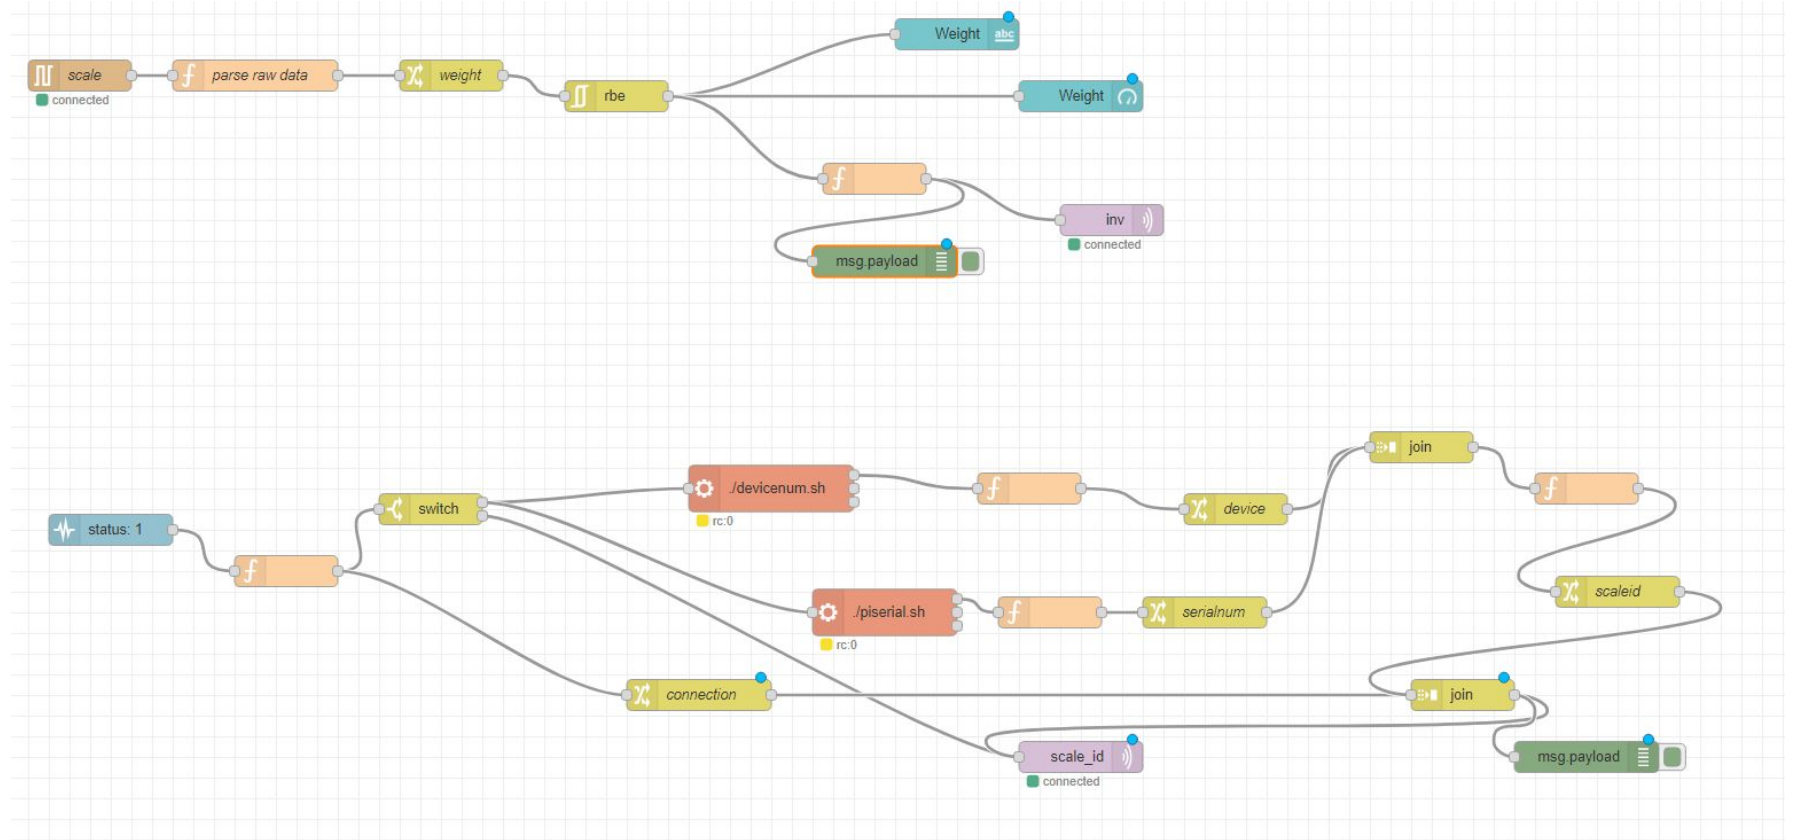 Weight abc
scale
parse raw data
weight
connected
rbe
Weight
inv
connected
msg.payload
join
./devicenum.sh
switch
device
rc:0
status: 1
./piserial.sh
serialnum
scaleid
rc:0
connection
join
scale_id
msg.payload
connected